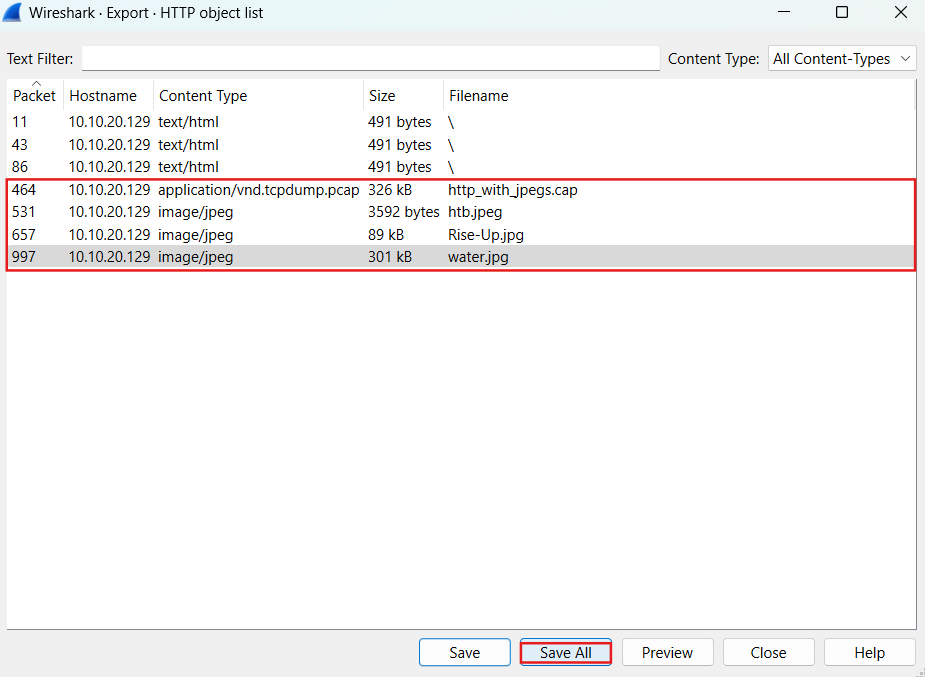 Wireshark · Export · HTTP object list
Text Filter: Content Type: All Content-Types
Packet Hostname Content Type Size Filename
11 10.10.20.129 text/html 491 bytes \
43 10.10.20.129 text/html 491 bytes \
86 10.10.20.129 text/html 491 bytes \
464 10.10.20.129 application/vnd.tcpdump.pcap 326 kB http_with_jpegs.cap
531 10.10.20.129 image/jpeg 3592 bytes htb.jpeg
657 10.10.20.129 image/jpeg 89 kB Rise-Up.jpg
997 10.10.20.129 image/jpeg 301 kB water.jpg
Save Save All Preview Close Help